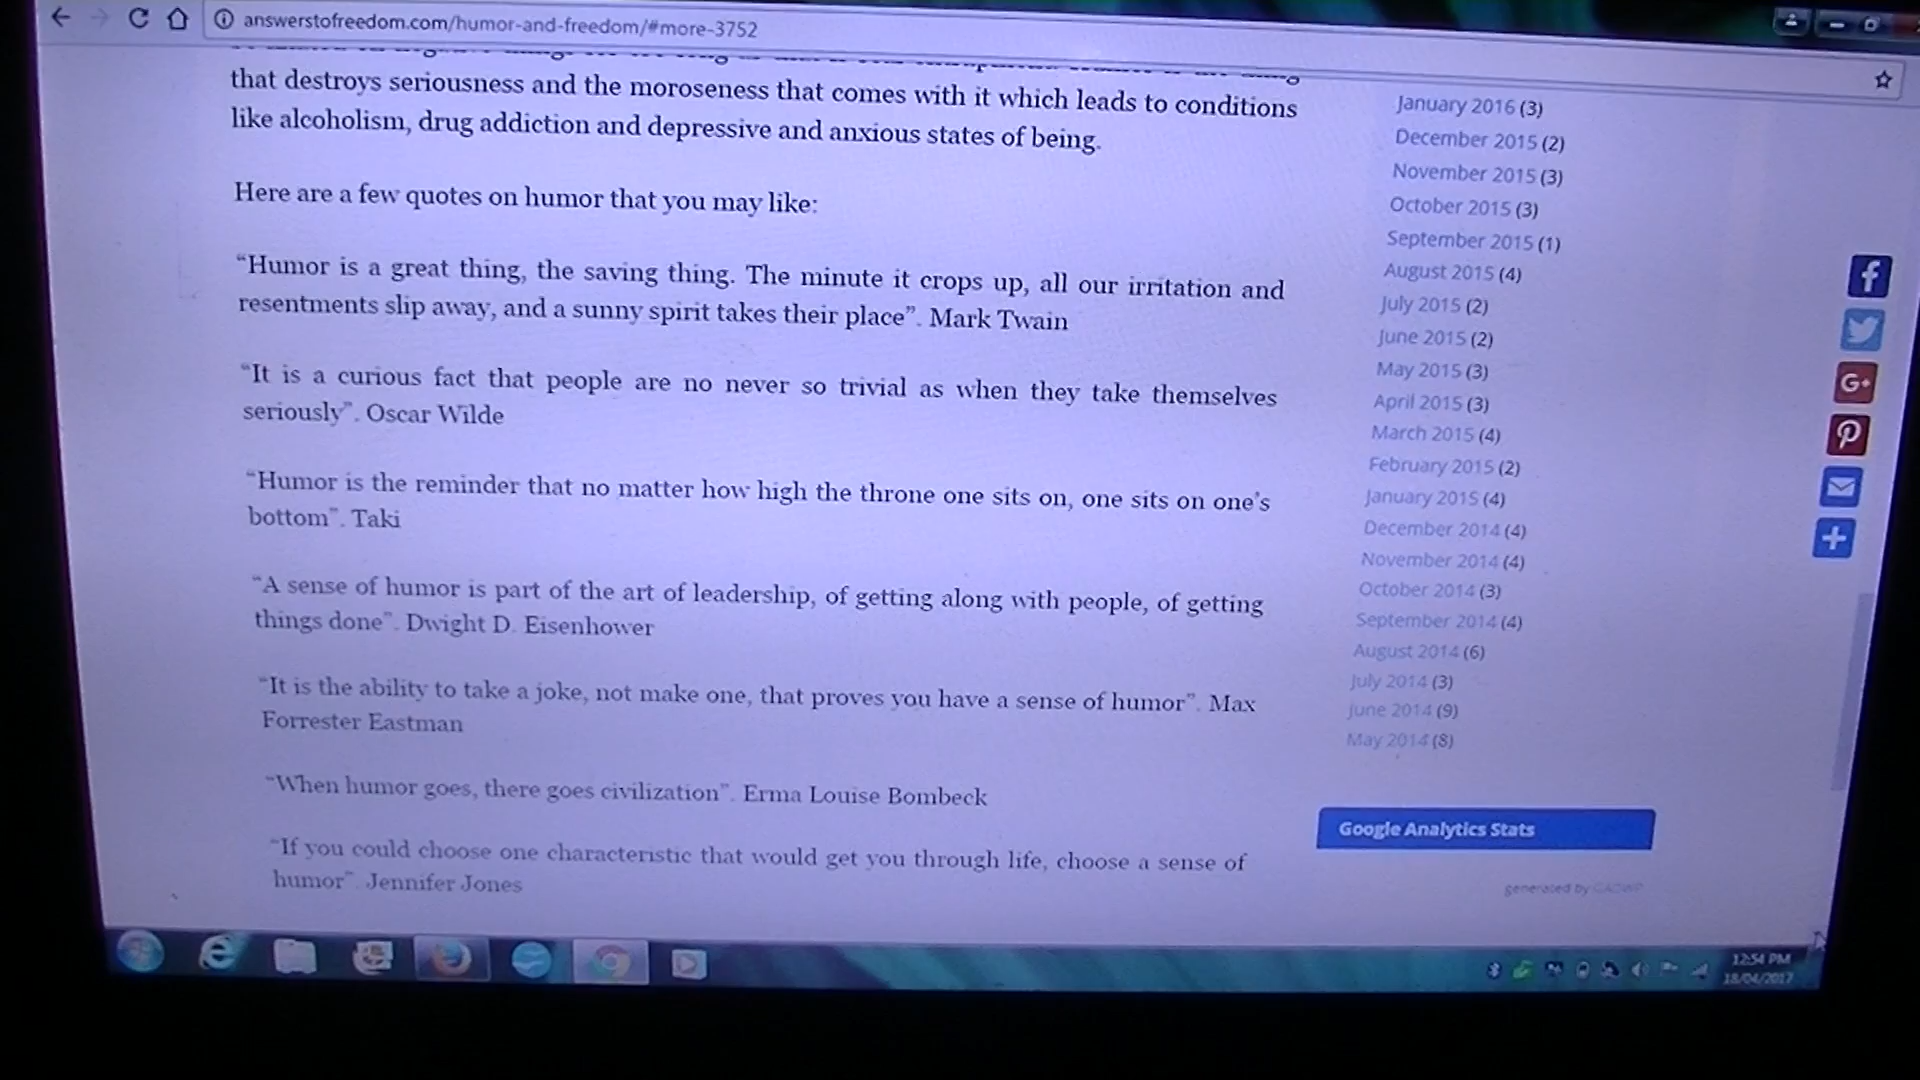 answerstofreedom.com/humor-and-freedom/#more-3752
that destroys seriousness and the moroseness that comes with it which leads to conditions
like alcoholism, drug addiction and depressive and anxious states of being.
Here are a few quotes on humor that you may like:
“Humor is a great thing, the saving thing. The minute it crops up, all our irritation and
resentments slip away, and a sunny spirit takes their place”. Mark Twain
“It is a curious fact that people are no never so trivial as when they take themselves
seriously”. Oscar Wilde
“Humor is the reminder that no matter how high the throne one sits on, one sits on one’s
bottom”. Taki
“A sense of humor is part of the art of leadership, of getting along with people, of getting
things done”. Dwight D. Eisenhower
“It is the ability to take a joke, not make one, that proves you have a sense of humor”. Max
Forrester Eastman
“When humor goes, there goes civilization”. Erma Louise Bombeck
“If you could choose one characteristic that would get you through life, choose a sense of
humor”. Jennifer Jones
January 2016 (3)
December 2015 (2)
November 2015 (3)
October 2015 (3)
September 2015 (1)
August 2015 (4)
July 2015 (2)
June 2015 (2)
May 2015 (3)
April 2015 (3)
March 2015 (4)
February 2015 (2)
January 2015 (4)
December 2014 (4)
November 2014 (4)
October 2014 (3)
September 2014 (4)
August 2014 (6)
July 2014 (3)
June 2014 (9)
May 2014 (8)
Google Analytics Stats
generated by GADWP
G+
12:54 PM
18/04/2017